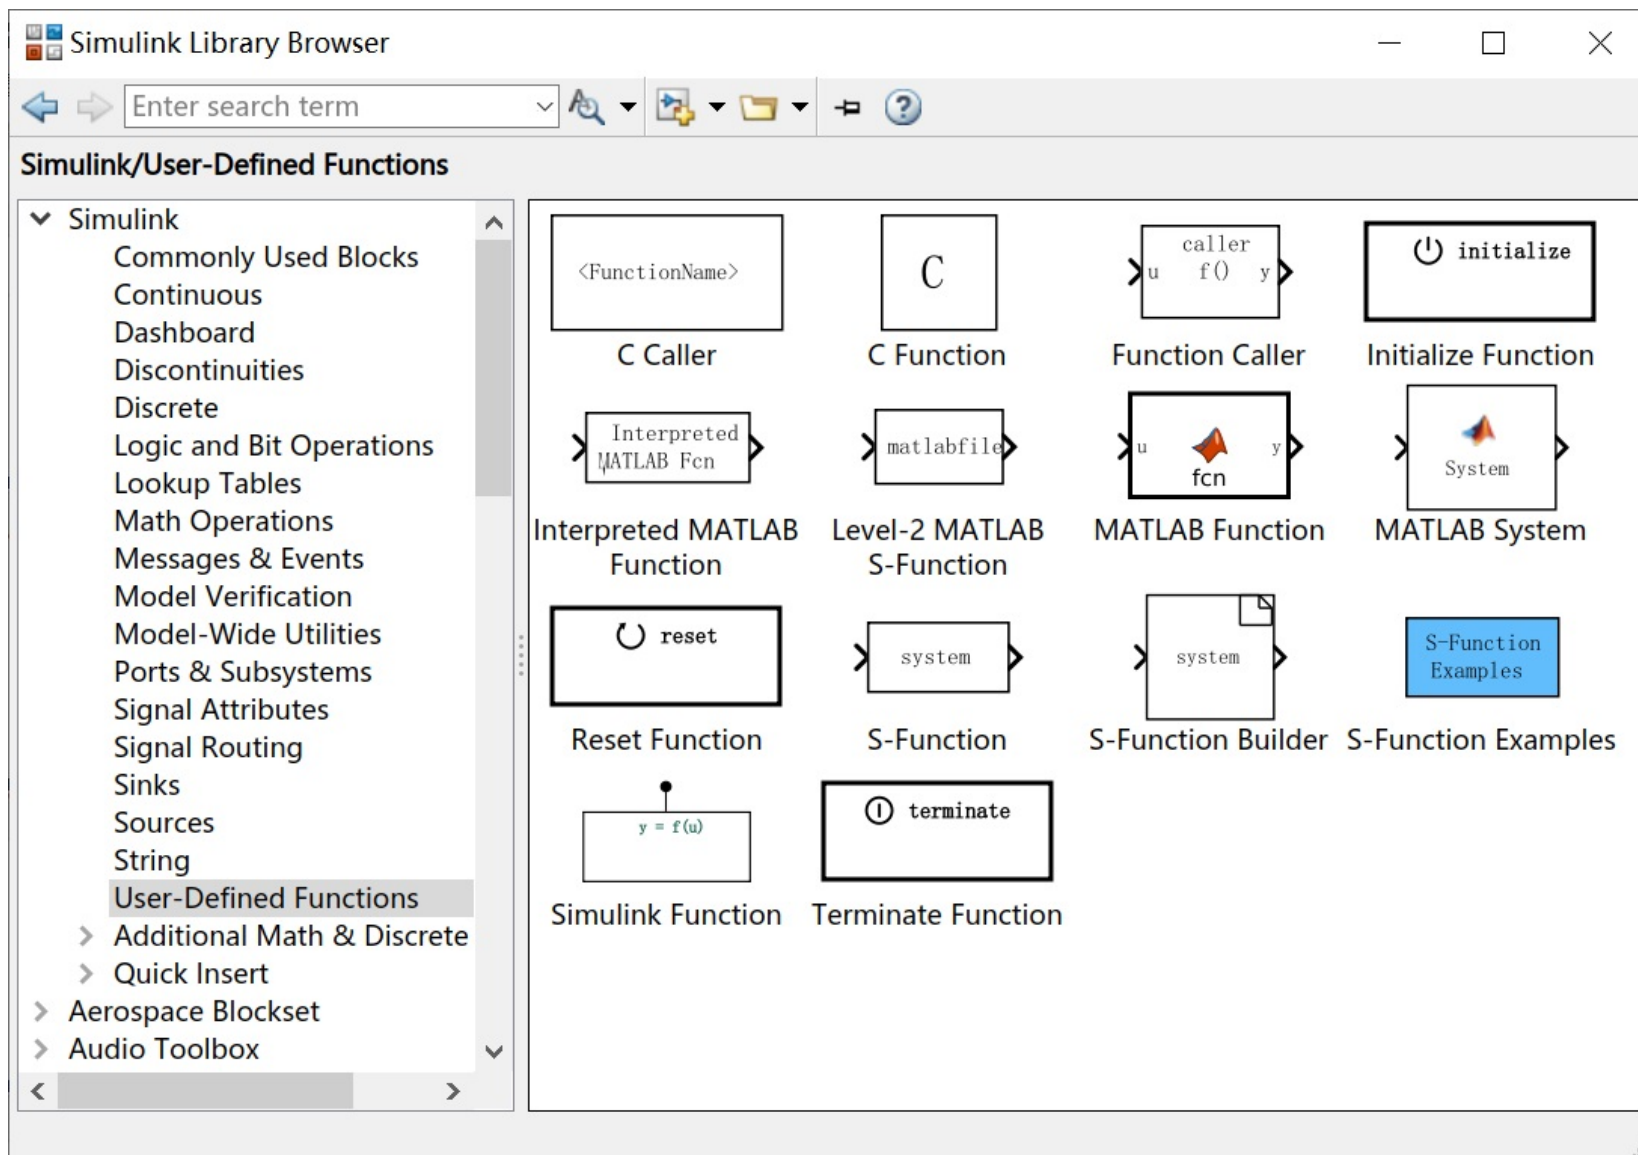 Simulink Library Browser
Enter search term
Simulink/User-Defined Functions
Simulink
Commonly Used Blocks
Continuous
Dashboard
Discontinuities
Discrete
Logic and Bit Operations
Lookup Tables
Math Operations
Messages & Events
Model Verification
Model-Wide Utilities
Ports & Subsystems
Signal Attributes
Signal Routing
Sinks
Sources
String
User-Defined Functions
Additional Math & Discrete
Quick Insert
Aerospace Blockset
Audio Toolbox
<FunctionName>
C Caller
C
C Function
caller
u f() y
Function Caller
initialize
Initialize Function
Interpreted
MATLAB Fcn
Interpreted MATLAB
Function
matlabfile
Level-2 MATLAB
S-Function
u y
fcn
MATLAB Function
System
MATLAB System
reset
Reset Function
system
S-Function
system
S-Function Builder
S-Function
Examples
S-Function Examples
y = f(u)
Simulink Function
terminate
Terminate Function